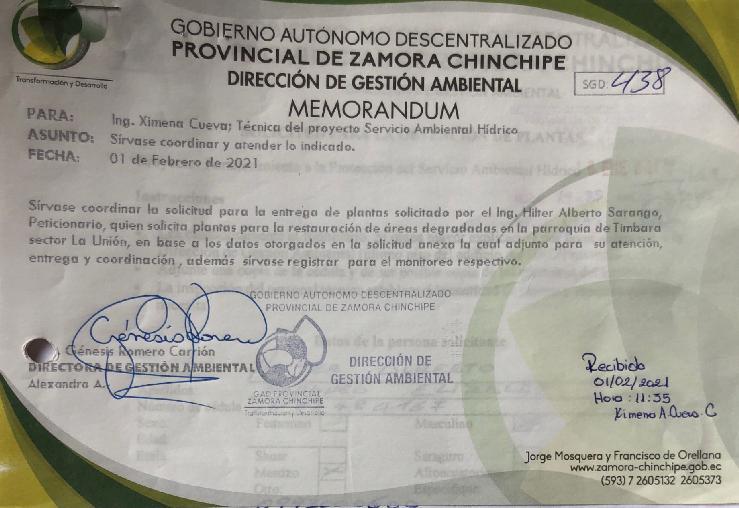 GOBIERNO AUTÓNOMO DESCENTRALIZADO
PROVINCIAL DE ZAMORA CHINCHIPE
DIRECCIÓN DE GESTIÓN AMBIENTAL
SGD: 438
Transformación y Desarrollo
MEMORANDUM
PARA: Ing. Ximena Cueva; Técnica del proyecto Servicio Ambiental Hídrico
ASUNTO: Sírvase coordinar y atender lo indicado.
FECHA: 01 de Febrero de 2021
Sírvase coordinar la solicitud para la entrega de plantas solicitado por el Ing. Hilter Alberto Sarango,
Peticionario, quien solicita plantas para la restauración de áreas degradadas en la parroquia de Timbara
sector La Unión, en base a los datos otorgados en la solicitud anexa la cual adjunto para su atención,
entrega y coordinación , además sírvase registrar para el monitoreo respectivo.
GOBIERNO AUTONOMO DESCENTRALIZADO
PROVINCIAL DE ZAMORA CHINCHIPE
Génesis Romero Carrión
DIRECTORA DE GESTIÓN AMBIENTAL
Alexandra A.
DIRECCIÓN DE
GESTIÓN AMBIENTAL
GAD PROVINCIAL
ZAMORA CHINCHIPE
Transformación y Desarrollo
Recibido
01/02/2021
Hora : 11:35
Ximena A. Cueva. C
Jorge Mosquera y Francisco de Orellana
www.zamora-chinchipe.gob.ec
(593) 7 2605132 2605373